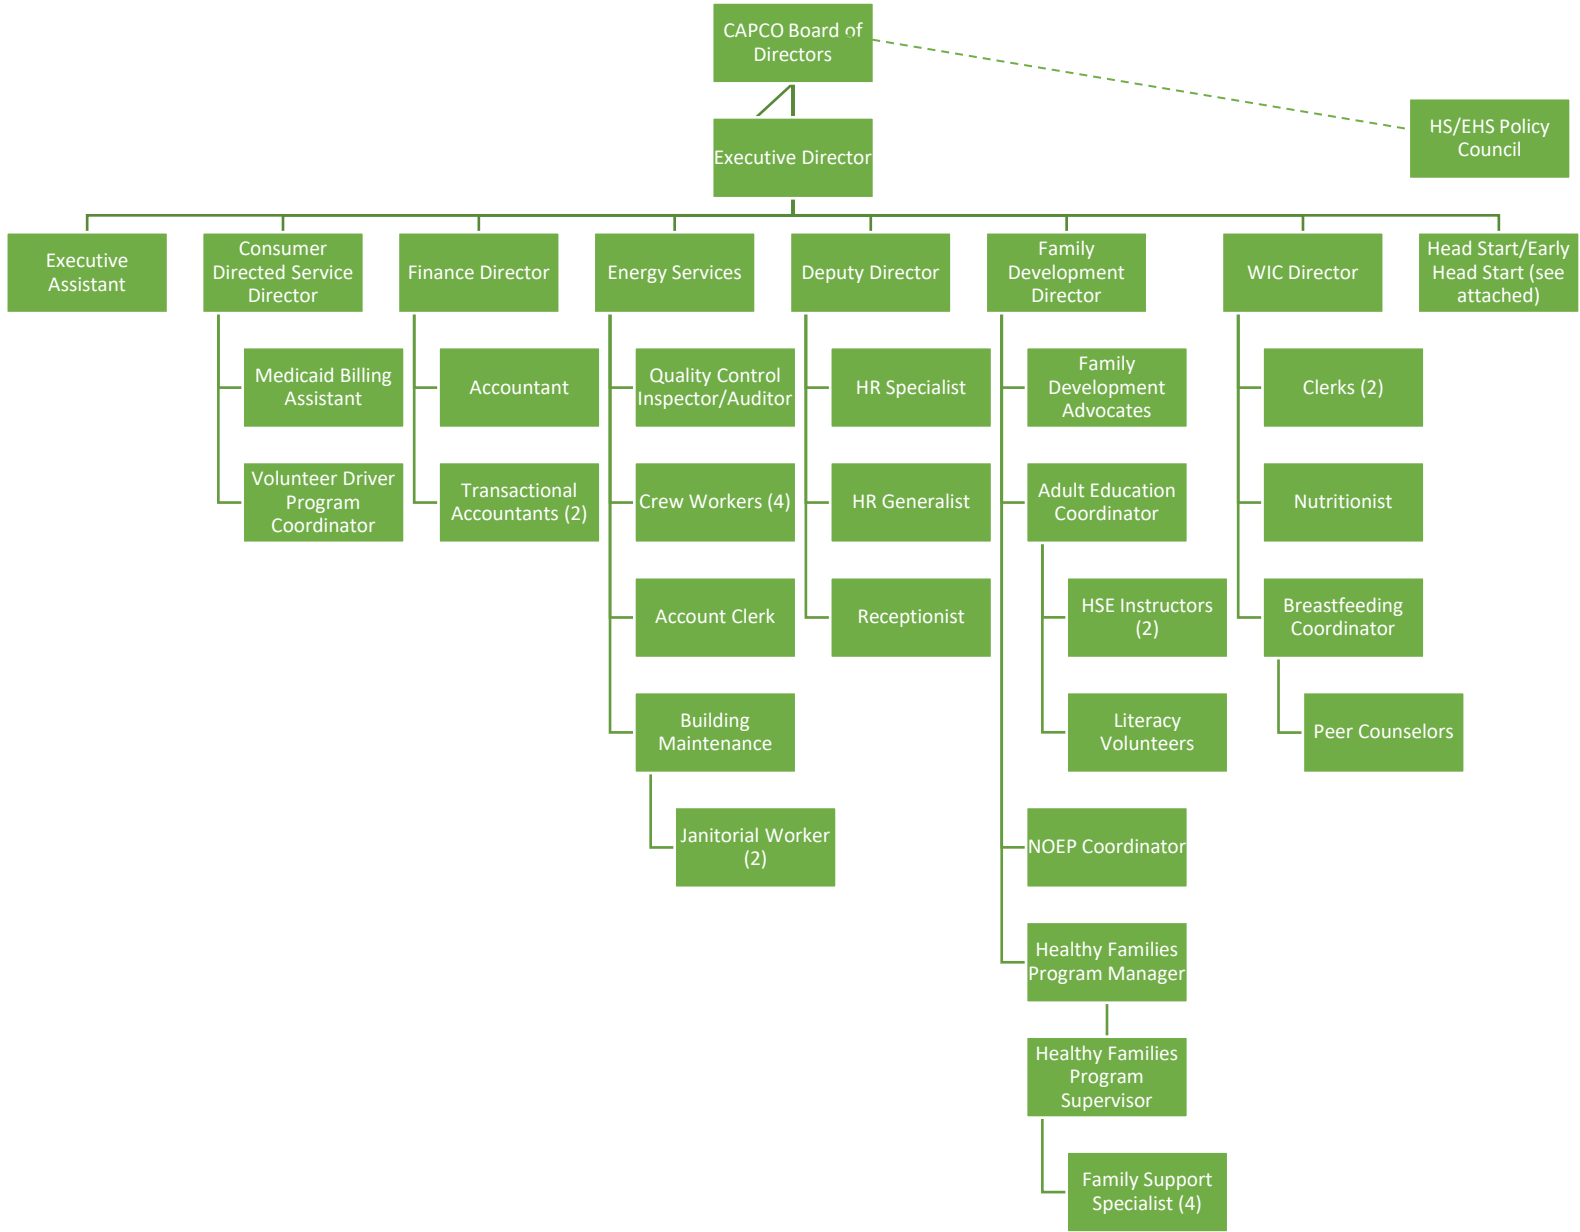 CAPCO Board of
Directors
HS/EHS Policy
Council
Executive Director
Executive
Assistant
Consumer
Directed Service
Director
Finance Director
Energy Services
Deputy Director
Family
Development
Director
WIC Director
Head Start/Early
Head Start (see
attached)
Medicaid Billing
Assistant
Accountant
Quality Control
Inspector/Auditor
HR Specialist
Family
Development
Advocates
Clerks (2)
Volunteer Driver
Program
Coordinator
Transactional
Accountants (2)
Crew Workers (4)
HR Generalist
Adult Education
Coordinator
Nutritionist
Account Clerk
Receptionist
HSE Instructors
(2)
Breastfeeding
Coordinator
Building
Maintenance
Literacy
Volunteers
Peer Counselors
Janitorial Worker
(2)
NOEP Coordinator
Healthy Families
Program Manager
Healthy Families
Program
Supervisor
Family Support
Specialist (4)